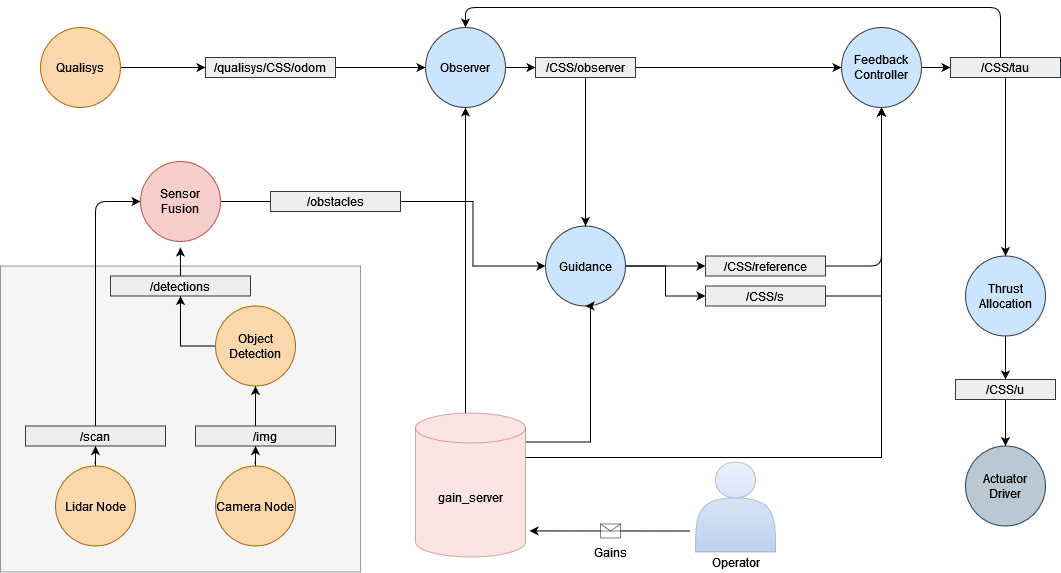 Qualisys
/qualisys/CSS/odom
Observer
/CSS/observer
Feedback
Controller
/CSS/tau
Sensor
Fusion
/obstacles
Guidance
/CSS/reference
/CSS/s
Thrust
Allocation
/detections
Object
Detection
/CSS/u
/scan
/img
Lidar Node
Camera Node
gain_server
Gains
Operator
Actuator
Driver